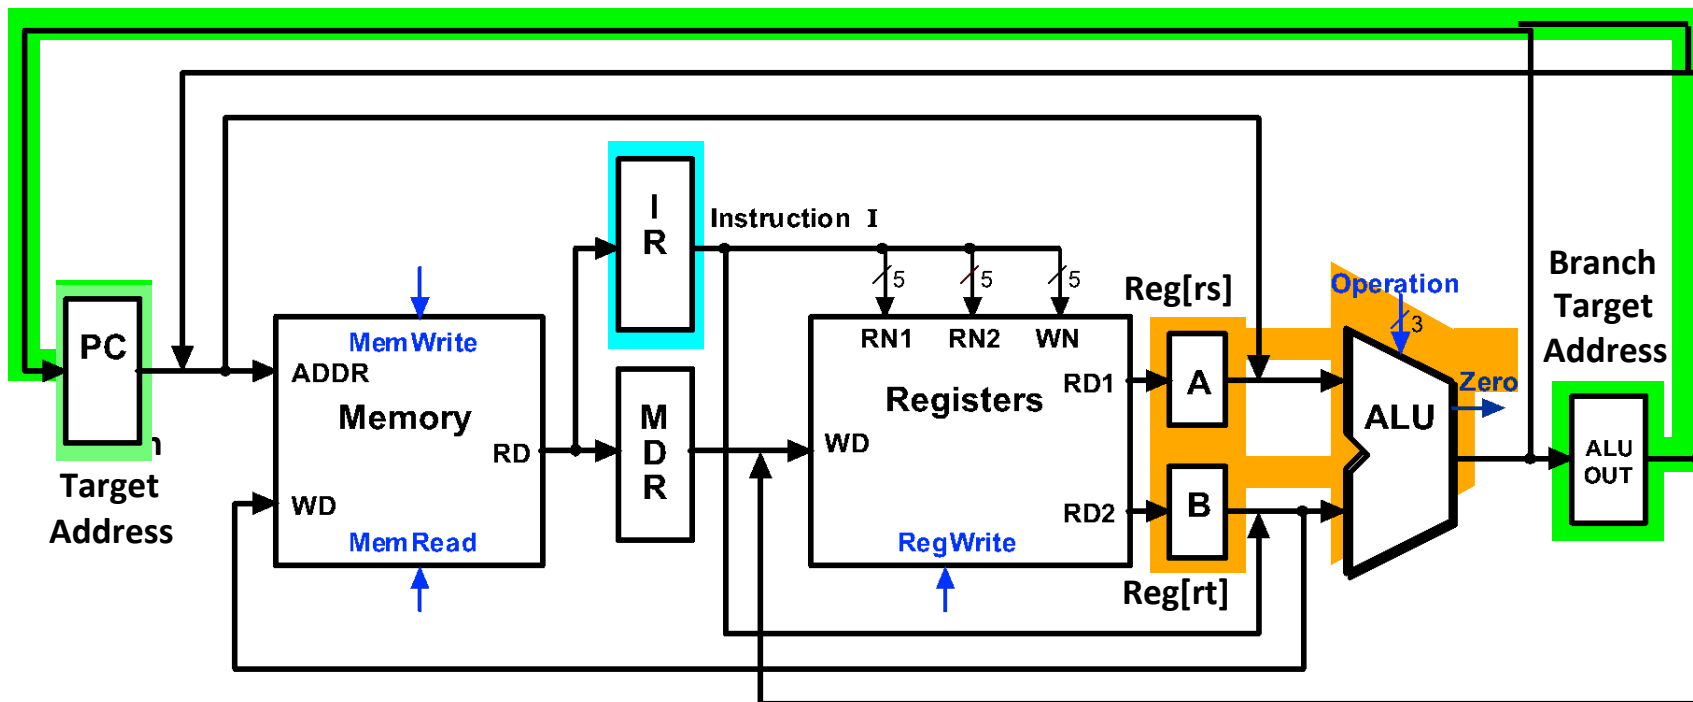 I
R
Instruction I
5
5
5
Branch
Target
Address
Reg[rs]
Operation
3
PC
MemWrite
ADDR
Memory
RD
WD
MemRead
M
D
R
RN1
RN2
WN
RD1
Registers
WD
RD2
RegWrite
A
B
Reg[rt]
ALU
Zero
ALU
OUT
Target
Address